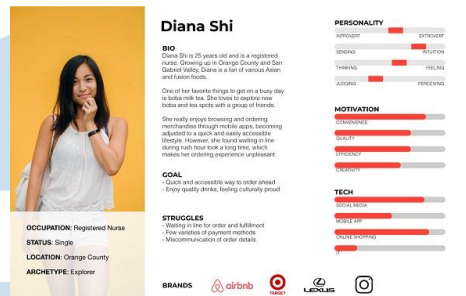 Diana Shi
BIO
Diana Shi is 25 years old and is a registered
nurse. Growing up in Orange County and San
Gabriel Valley, Diana is a fan of various Asian
and fusion foods.
One of her favorite things to get on a busy day
is boba milk tea. She loves to explore new
boba and tea spots with a group of friends.
She really enjoys browsing and ordering
merchandise through mobile apps, becoming
adjusted to a quick and easily accessible
lifestyle. However, she found waiting in line
during rush hour took a long time, which
makes her ordering experience unpleasant.
GOAL
- Quick and accessible way to order ahead
- Enjoy quality drinks, feeling culturally proud
STRUGGLES
- Waiting in line for order and fulfillment
- Few varieties of payment methods
- Miscommunication of order details
OCCUPATION: Registered Nurse
STATUS: Single
LOCATION: Orange County
ARCHETYPE: Explorer
PERSONALITY
INTROVERT EXTROVERT
SENSING INTUITION
THINKING FEELING
JUDGING PERCEIVING
MOTIVATION
CONVENIENCE
QUALITY
EFFICIENCY
CREATIVITY
TECH
SOCIAL MEDIA
MOBILE APP
ONLINE SHOPPING
IT
BRANDS airbnb TARGET LEXUS